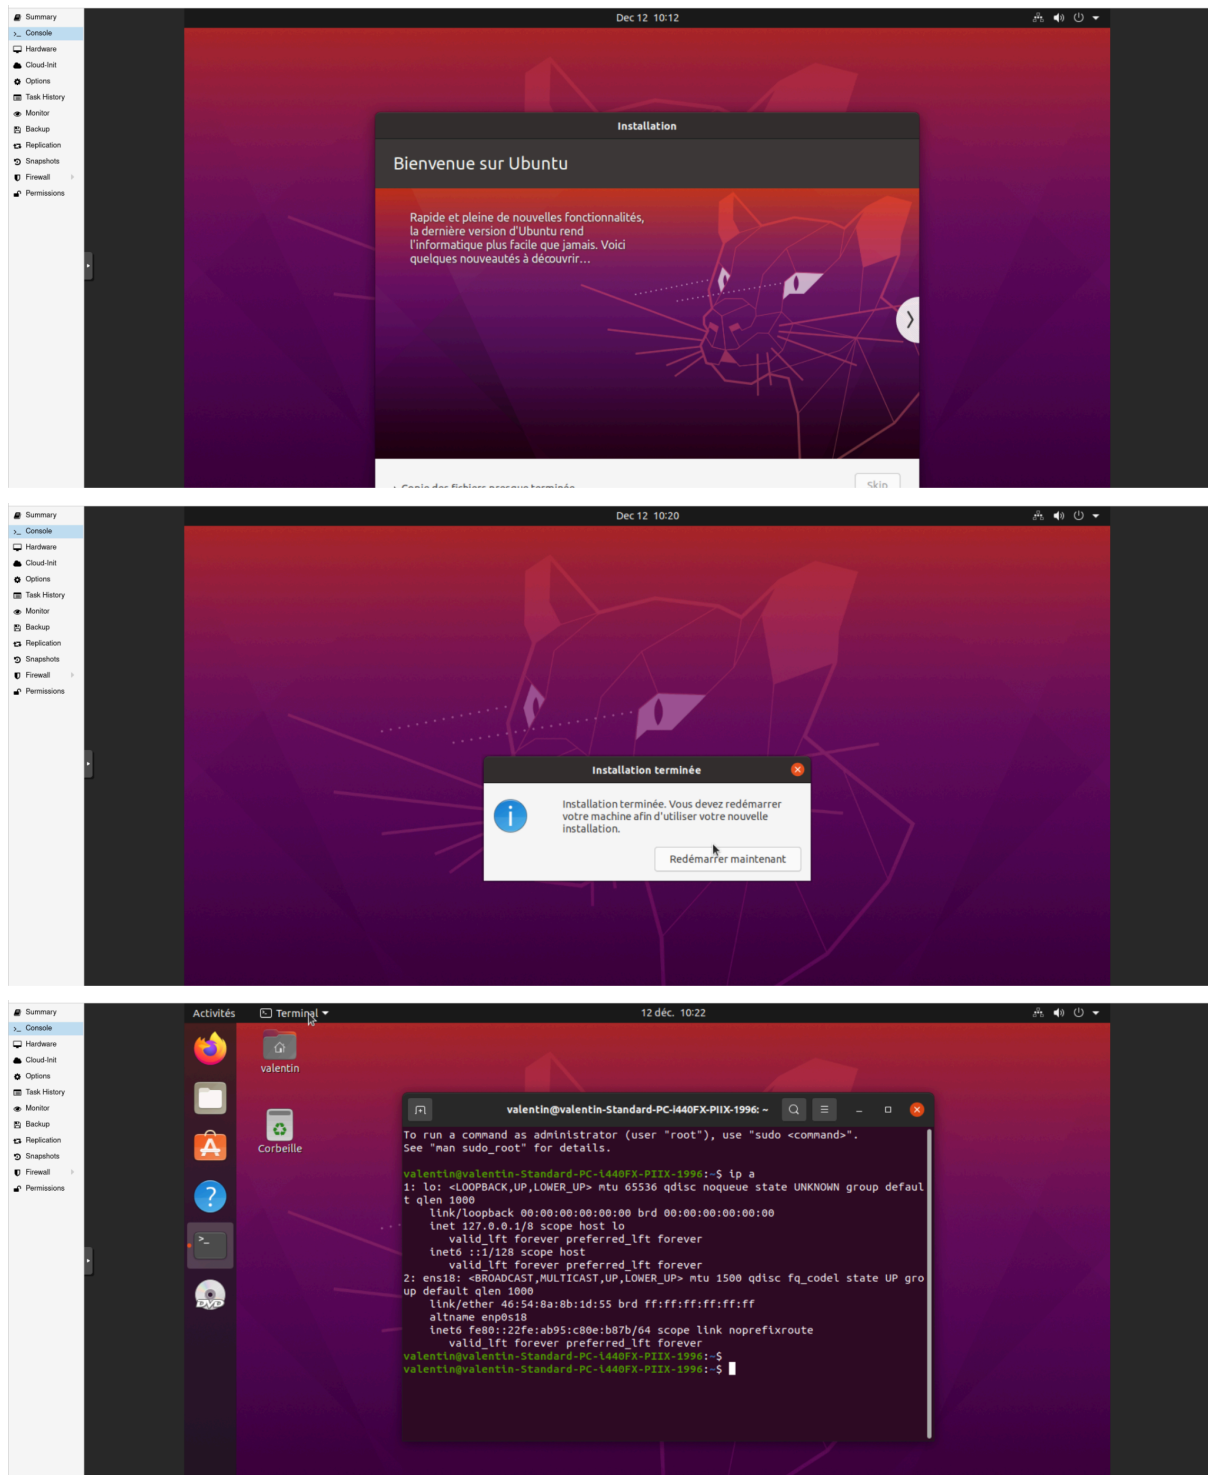 Summary
Console
Hardware
Cloud-Init
Options
Task History
Monitor
Backup
Replication
Snapshots
Firewall
Permissions
Dec 12 10:12
Installation
Bienvenue sur Ubuntu
Rapide et pleine de nouvelles fonctionnalités,
la dernière version d'Ubuntu rend
l'informatique plus facile que jamais. Voici
quelques nouveautés à découvrir...
Copie des fichiers presque terminée
Skip
Summary
Console
Hardware
Cloud-Init
Options
Task History
Monitor
Backup
Replication
Snapshots
Firewall
Permissions
Dec 12 10:20
Installation terminée
Installation terminée. Vous devez redémarrer
votre machine afin d'utiliser votre nouvelle
installation.
Redémarrer maintenant
Summary
Console
Hardware
Cloud-Init
Options
Task History
Monitor
Backup
Replication
Snapshots
Firewall
Permissions
Activités
Terminal
12 déc. 10:22
valentin
Corbeille
DVD
valentin@valentin-Standard-PC-i440FX-PIIX-1996: ~
To run a command as administrator (user "root"), use "sudo <command>".
See "man sudo_root" for details.
valentin@valentin-Standard-PC-i440FX-PIIX-1996:~$ ip a
1: lo: <LOOPBACK,UP,LOWER_UP> mtu 65536 qdisc noqueue state UNKNOWN group defaul
t qlen 1000
link/loopback 00:00:00:00:00:00 brd 00:00:00:00:00:00
inet 127.0.0.1/8 scope host lo
valid_lft forever preferred_lft forever
inet6 ::1/128 scope host
valid_lft forever preferred_lft forever
2: ens18: <BROADCAST,MULTICAST,UP,LOWER_UP> mtu 1500 qdisc fq_codel state UP gro
up default qlen 1000
link/ether 46:54:8a:8b:1d:55 brd ff:ff:ff:ff:ff:ff
altname enp0s18
inet6 fe80::22fe:ab95:c80e:b87b/64 scope link noprefixroute
valid_lft forever preferred_lft forever
valentin@valentin-Standard-PC-i440FX-PIIX-1996:~$
valentin@valentin-Standard-PC-i440FX-PIIX-1996:~$